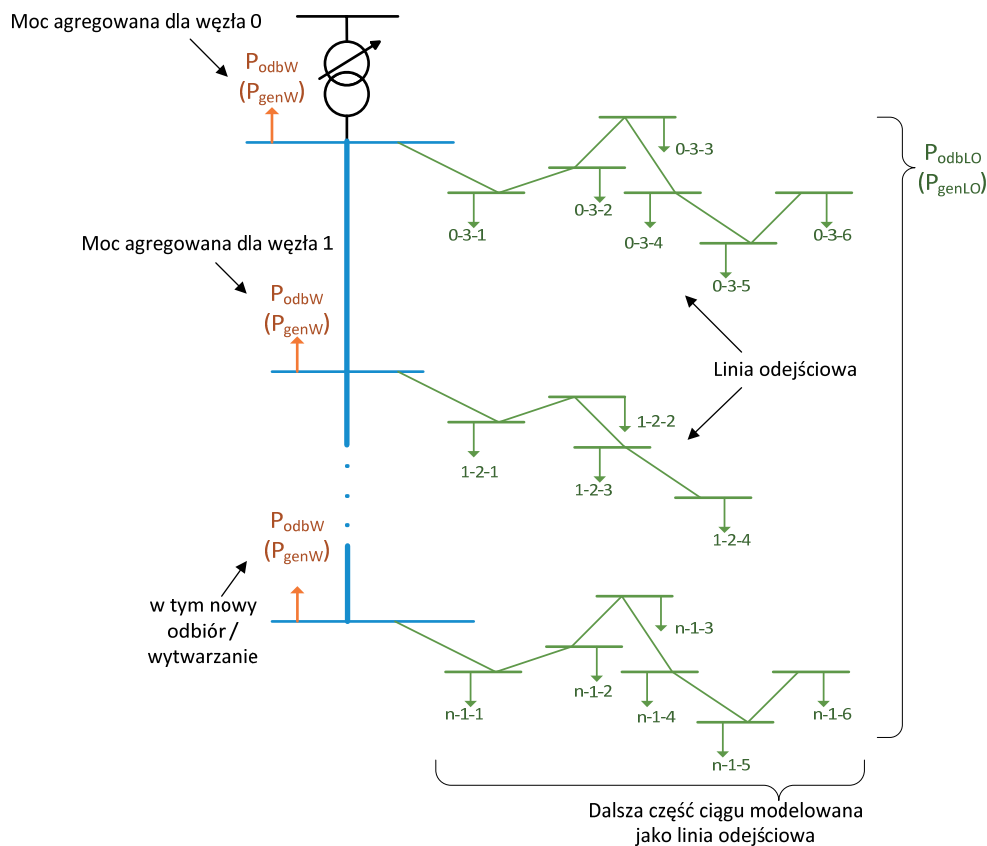 Moc agregowana dla węzła 0
PodbW
(PgenW)
0-3-3
0-3-2
0-3-1
0-3-4
0-3-6
0-3-5
PodbLO
(PgenLO)
Moc agregowana dla węzła 1
PodbW
(PgenW)
Linia odejściowa
1-2-2
1-2-1
1-2-3
1-2-4
PodbW
(PgenW)
w tym nowy
odbiór /
wytwarzanie
n-1-3
n-1-2
n-1-1
n-1-4
n-1-6
n-1-5
Dalsza część ciągu modelowana
jako linia odejściowa